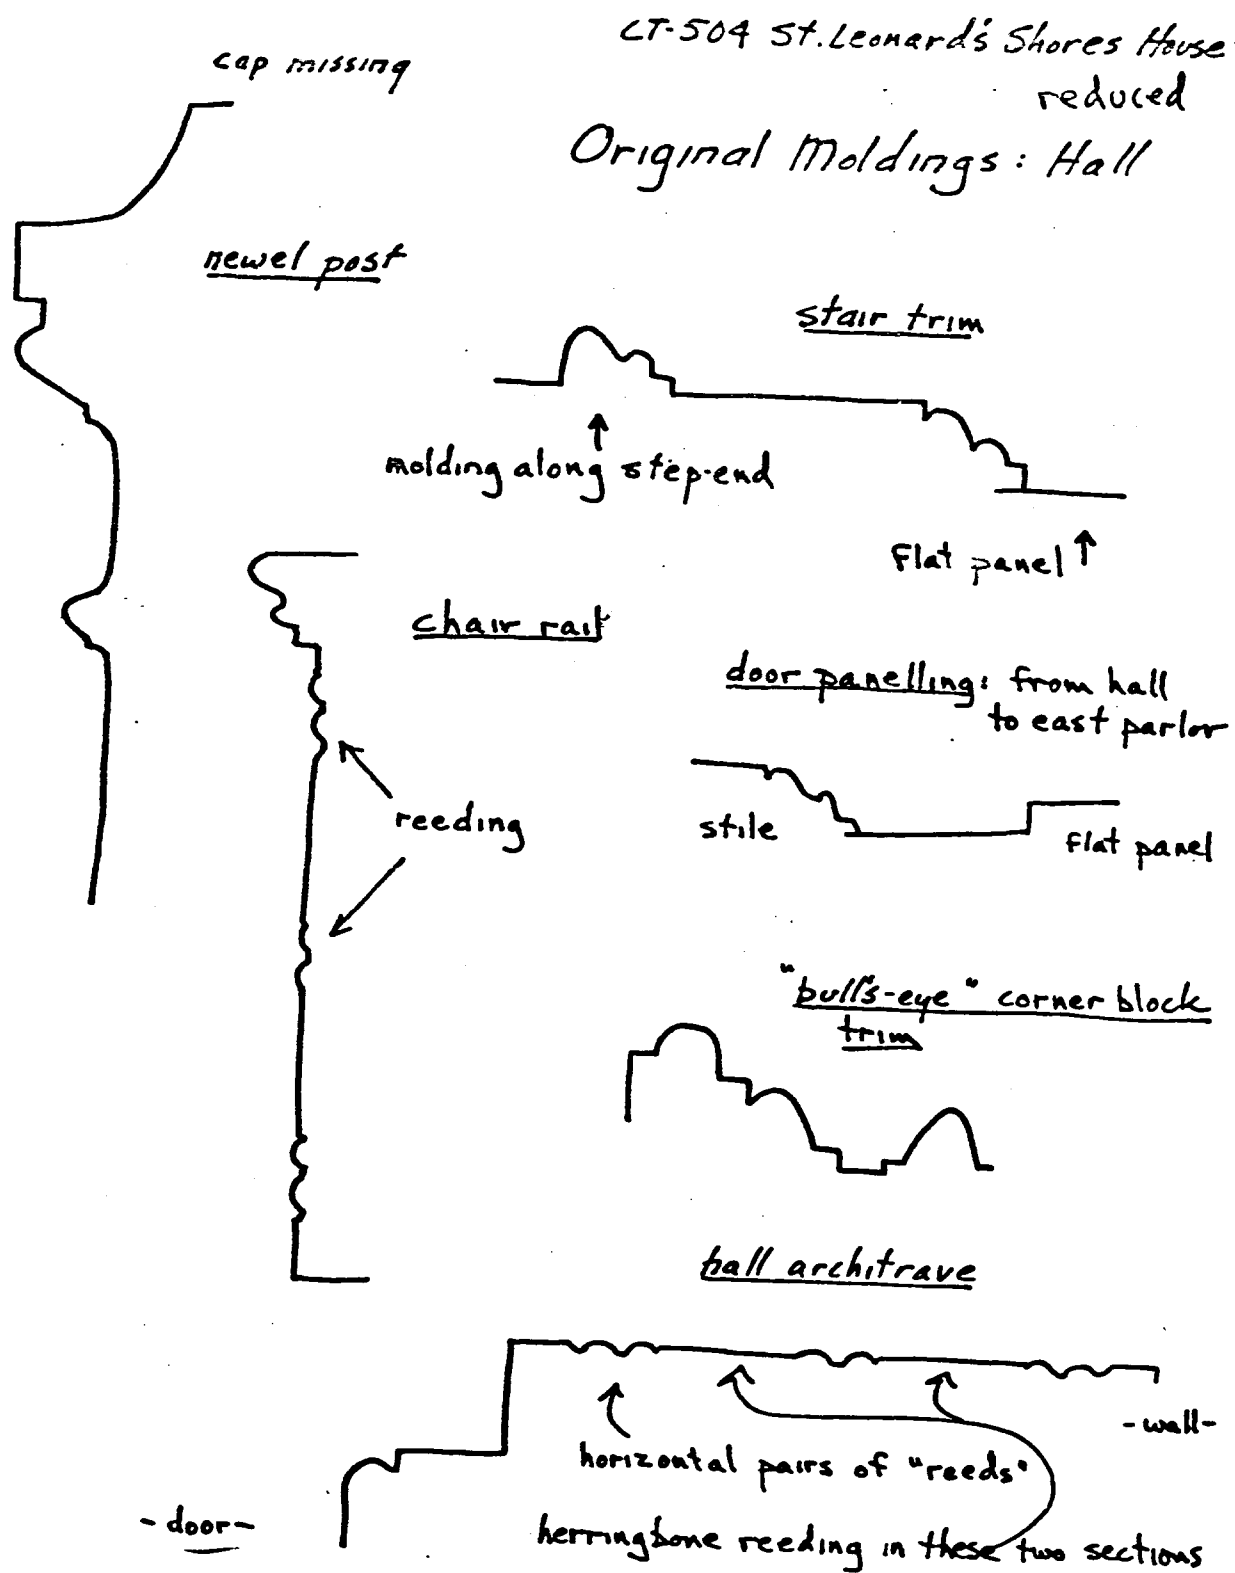 LT-504 St. Leonard's Shores House
reduced
Original Moldings: Hall
cap missing
newel post
stair trim
molding along step-end
Flat panel
chair rail
door panelling: from hall
to east parlor
reeding
stile
Flat panel
"bull's-eye" corner block
trim
hall architrave
-wall-
horizontal pairs of "reeds"
-door-
herringbone reeding in these two sections